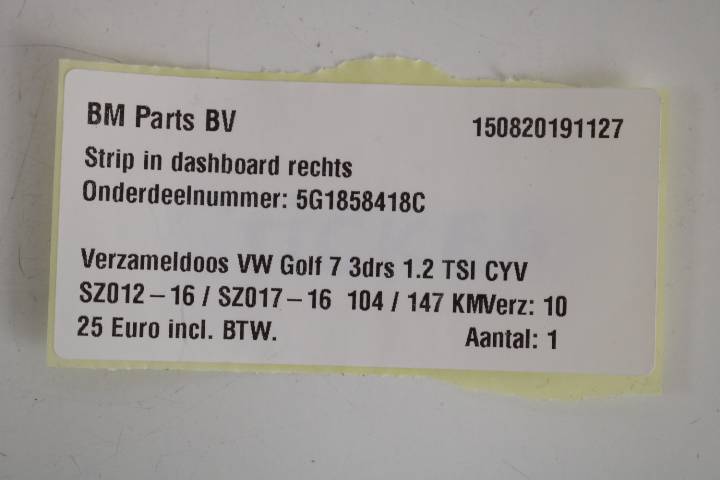 BM Parts BV 150820191127
Strip in dashboard rechts
Onderdeelnummer: 5G1858418C
Verzameldoos VW Golf 7 3drs 1.2 TSI CYV
SZ012-16 / SZ017-16 104 / 147 KMVerz: 10
25 Euro incl. BTW. Aantal: 1